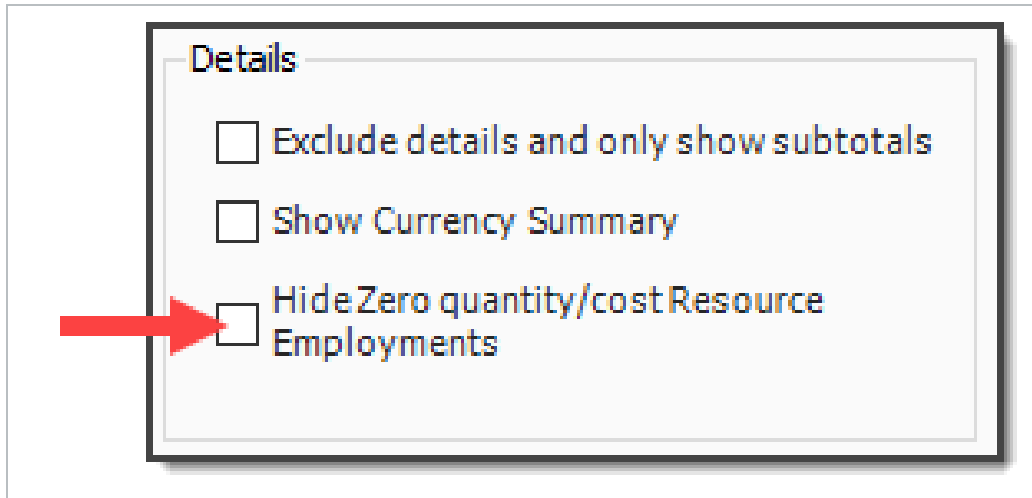 Details
Exclude details and only show subtotals
Show Currency Summary
Hide Zero quantity/cost Resource
Employments